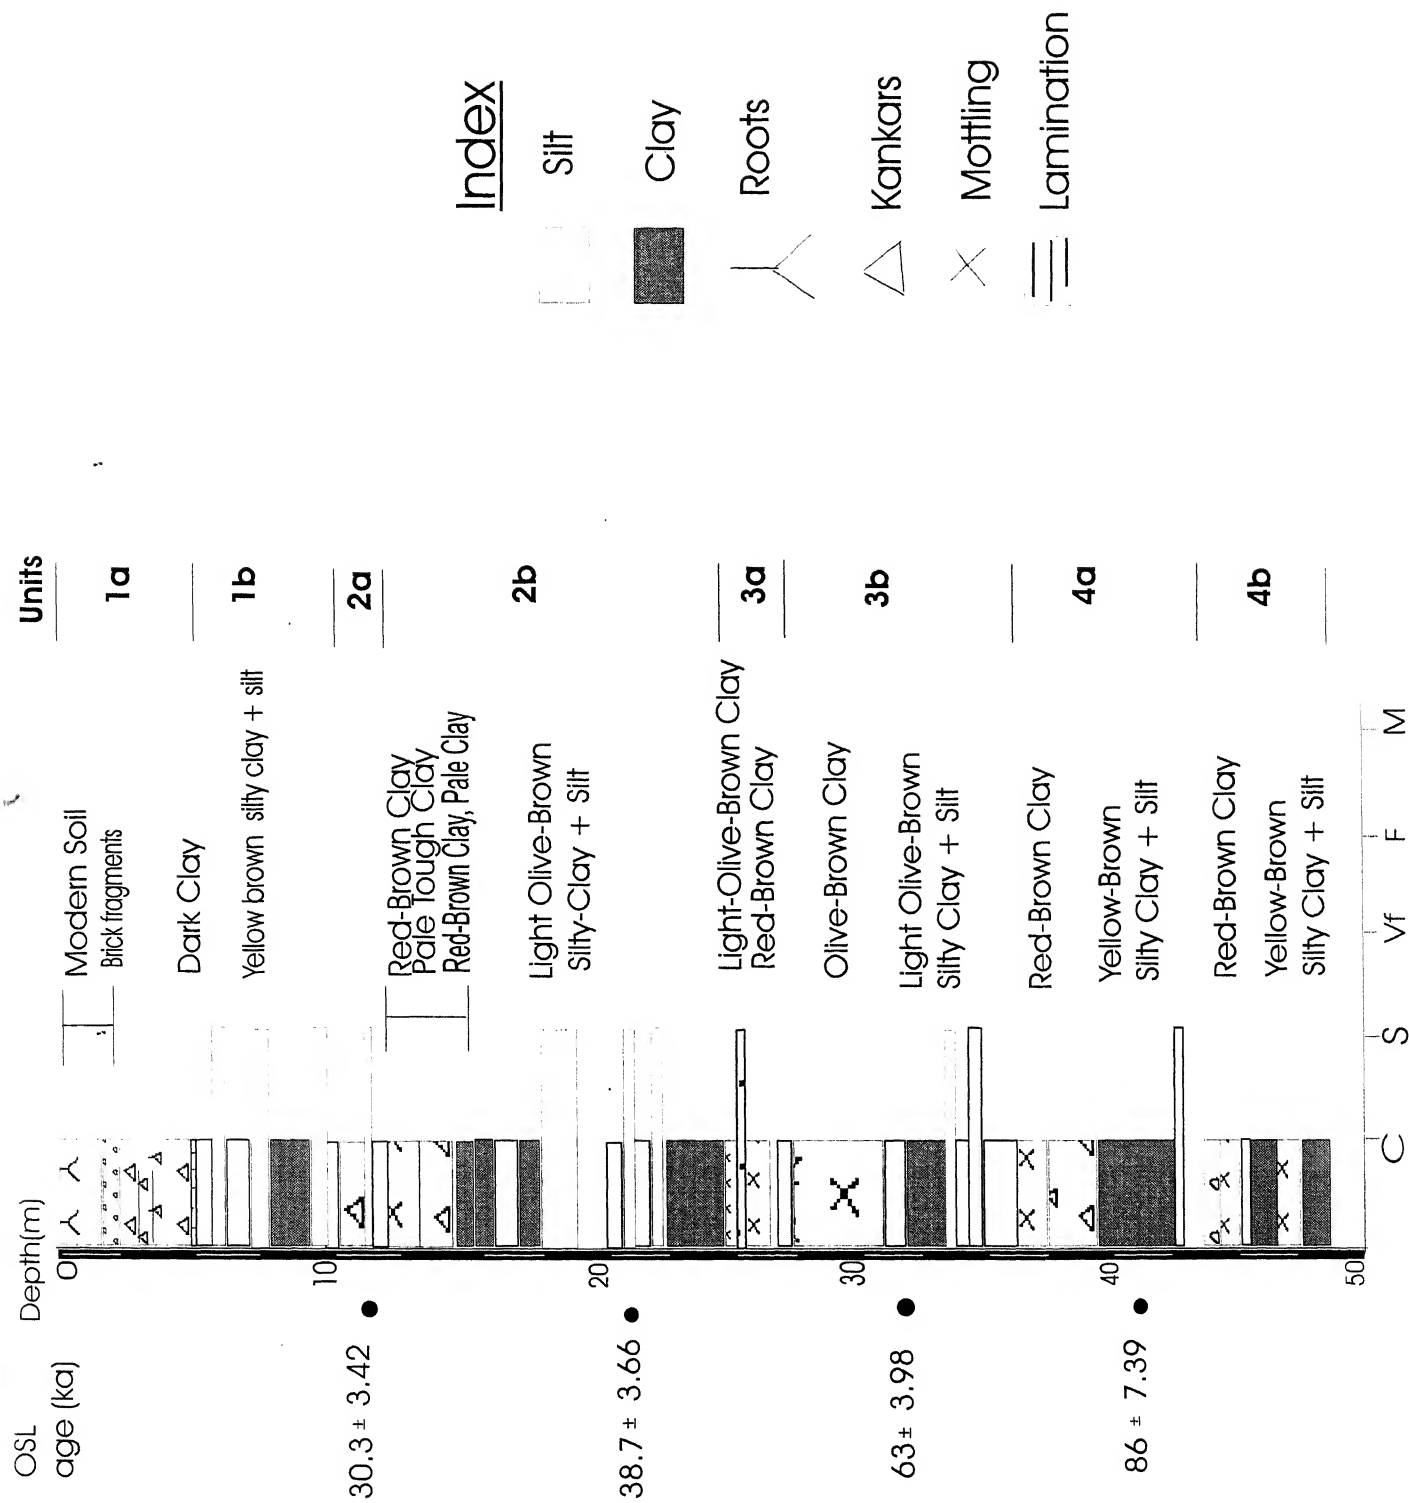 OSL
age (ka)
Depth(m)
Units
0
10
20
30
40
50
30.3 ± 3.42
38.7 ± 3.66
63 ± 3.98
86 ± 7.39
Modern Soil
Brick fragments
Dark Clay
Yellow brown silty clay + silt
Red-Brown Clay
Pale Tough Clay
Red-Brown Clay, Pale Clay
Light Olive-Brown
Silty-Clay + Silt
Light-Olive-Brown Clay
Red-Brown Clay
Olive-Brown Clay
Light Olive-Brown
Silty Clay + Silt
Red-Brown Clay
Yellow-Brown
Silty Clay + Silt
Red-Brown Clay
Yellow-Brown
Silty Clay + Silt
1a
1b
2a
2b
3a
3b
4a
4b
C
S
Vf
F
M
Index
Silt
Clay
Roots
Kankars
Mottling
Lamination